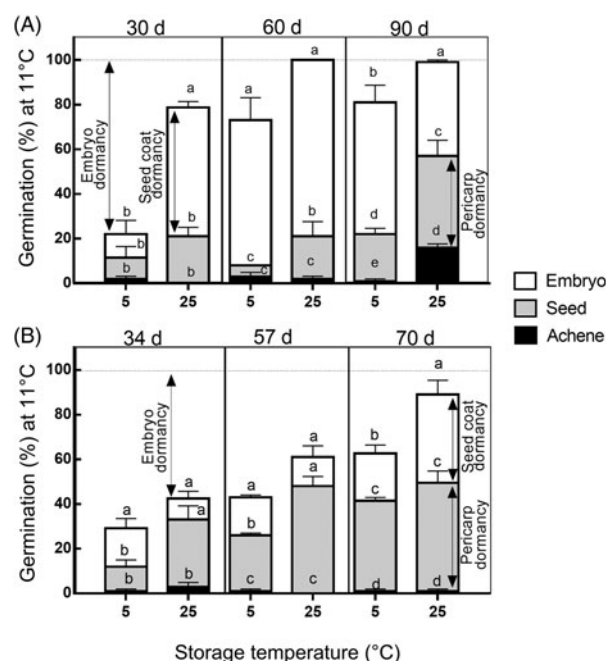 (A) 30 d 60 d 90 d
Germination (%) at 11°C
100
80
60
40
20
0
Embryo
dormancy
Seed coat
dormancy
Pericarp
dormancy
b
b
b
a
b
b
a
c
c
a
b
c
b
d
e
a
c
d
5 25 5 25 5 25
Embryo
Seed
Achene
(B) 34 d 57 d 70 d
Germination (%) at 11°C
100
80
60
40
20
0
Embryo
dormancy
Seed coat
dormancy
Pericarp
dormancy
a
b
b
a
a
b
a
b
c
a
a
c
b
c
d
a
c
d
5 25 5 25 5 25
Storage temperature (°C)